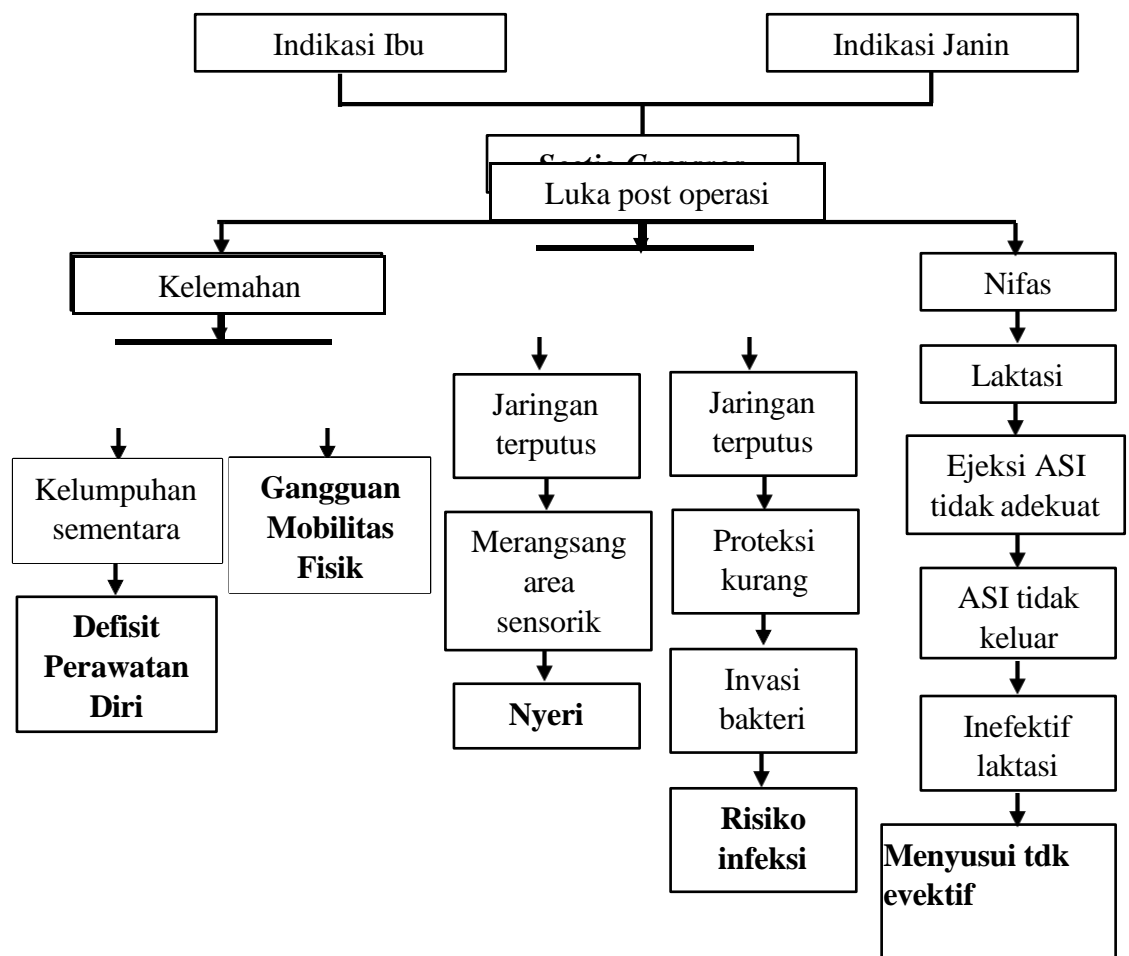 Indikasi Ibu
Indikasi Janin
Luka post operasi
Kelemahan
Nifas
Laktasi
Jaringan
terputus
Jaringan
terputus
Ejeksi ASI
tidak adekuat
Kelumpuhan
sementara
Gangguan
Mobilitas
Fisik
Merangsang
area
sensorik
Proteksi
kurang
ASI tidak
keluar
Defisit
Perawatan
Diri
Nyeri
Invasi
bakteri
Inefektif
laktasi
Risiko
infeksi
Menyusui tdk
evektif